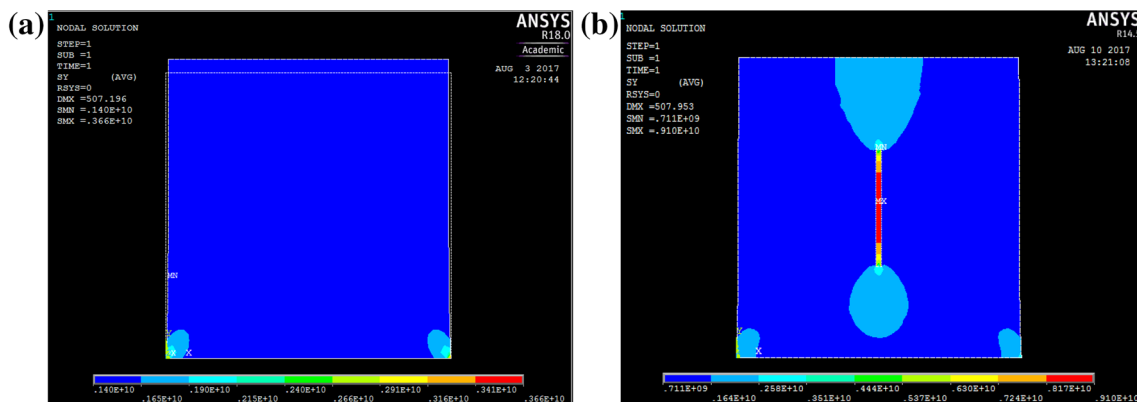 (a)
1
NODAL SOLUTION
STEP=1
SUB =1
TIME=1
SY (AVG)
RSYS=0
DMX =507.196
SMN =.140E+10
SMX =.366E+10
ANSYS
R18.0
Academic
AUG 3 2017
12:20:44
MN
Y
X
.140E+10 .190E+10 .240E+10 .291E+10 .341E+10
.165E+10 .215E+10 .266E+10 .316E+10 .366E+10
(b)
1
NODAL SOLUTION
STEP=1
SUB =1
TIME=1
SY (AVG)
RSYS=0
DMX =507.953
SMN =.711E+09
SMX =.910E+10
ANSYS
AUG 10 2017
13:21:08
MN
MX
Y
X
.711E+09 .258E+10 .444E+10 .630E+10 .817E+10
.164E+10 .351E+10 .537E+10 .724E+10 .910E+10